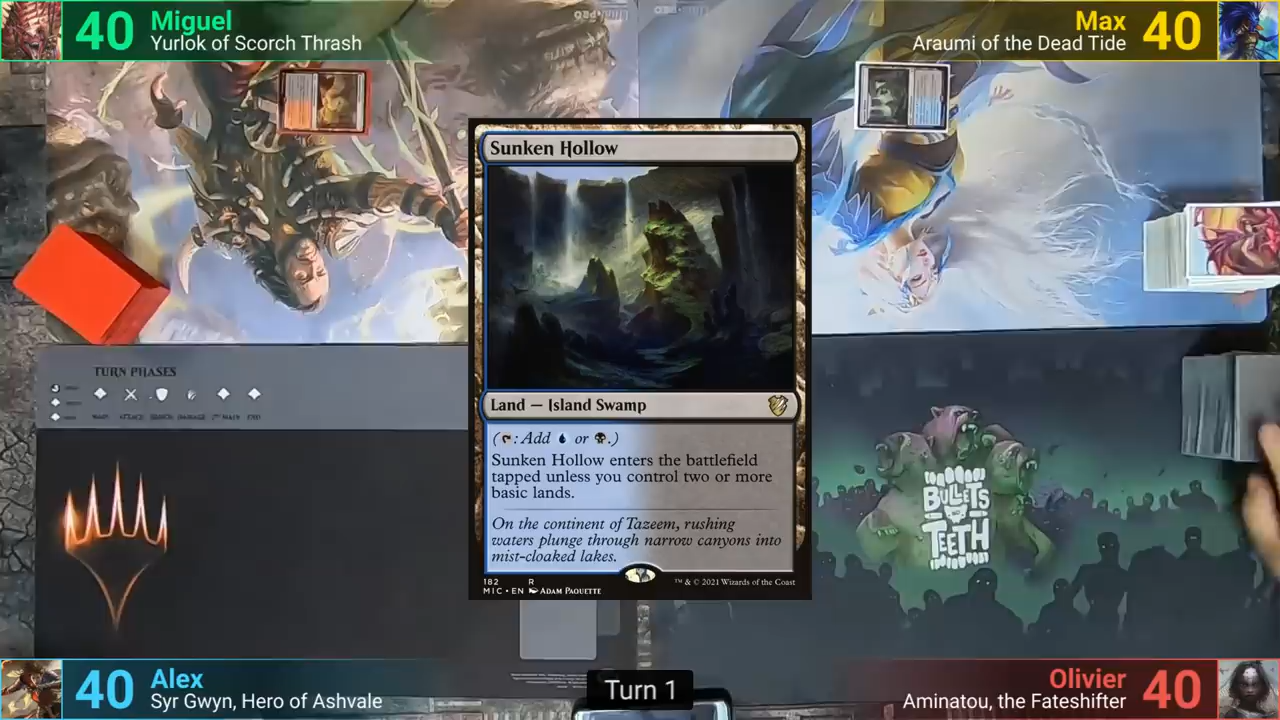 40 Miguel
Yurlok of Scorch Thrash
Max 40
Araumi of the Dead Tide
Sunken Hollow
Land — Island Swamp
( : Add or .)
Sunken Hollow enters the battlefield
tapped unless you control two or more
basic lands.
On the continent of Tazeem, rushing
waters plunge through narrow canyons into
mist-cloaked lakes.
182 R
MIC • EN Adam Paquette
™ & © 2021 Wizards of the Coast
TURN PHASES
BULLETS
TEETH
40 Alex
Syr Gwyn, Hero of Ashvale
Turn 1
Olivier 40
Aminatou, the Fateshifter